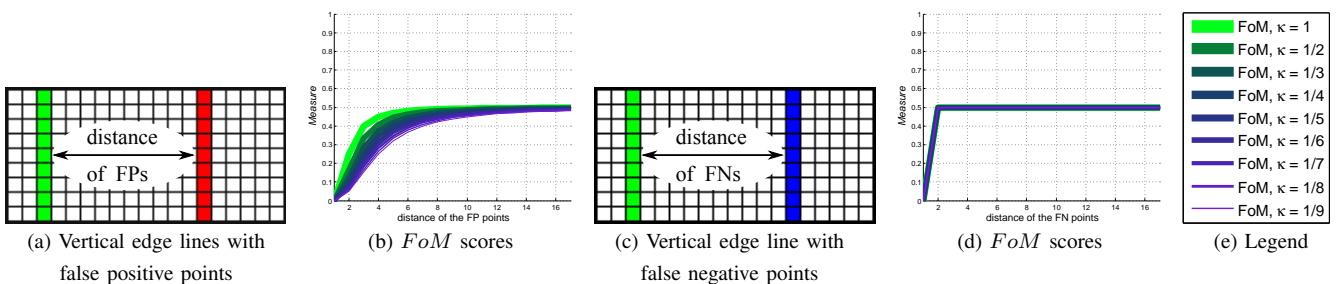 distance
of FPs
(a) Vertical edge lines with
false positive points
1
0.9
0.8
0.7
0.6
0.5
0.4
0.3
0.2
0.1
0
Measure
2 4 6 8 10 12 14 16
distance of the FP points
(b) FoM scores
distance
of FNs
(c) Vertical edge line with
false negative points
1
0.9
0.8
0.7
0.6
0.5
0.4
0.3
0.2
0.1
0
Measure
2 4 6 8 10 12 14 16
distance of the FN points
(d) FoM scores
FoM, κ = 1
FoM, κ = 1/2
FoM, κ = 1/3
FoM, κ = 1/4
FoM, κ = 1/5
FoM, κ = 1/6
FoM, κ = 1/7
FoM, κ = 1/8
FoM, κ = 1/9
(e) Legend